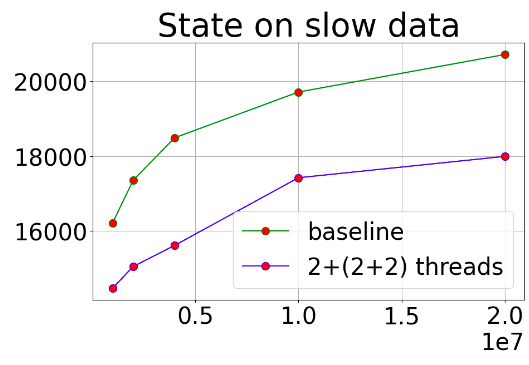 State on slow data
20000
18000
16000
baseline
2+(2+2) threads
0.5 1.0 1.5 2.0
1e7